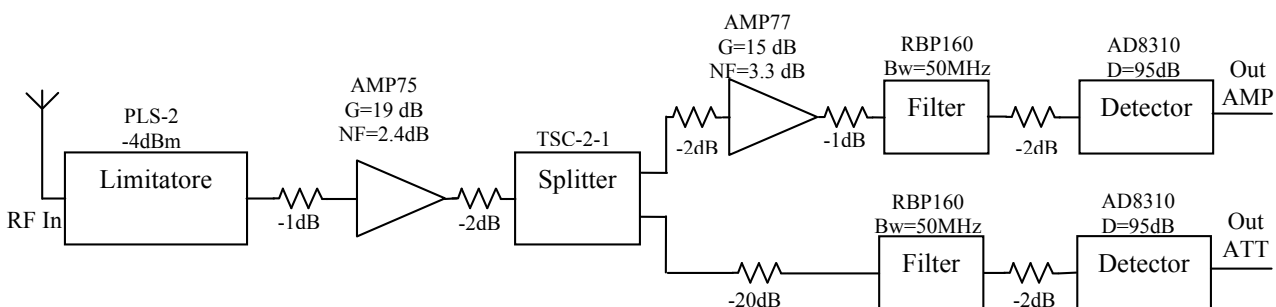 RF In
PLS-2
-4dBm
Limitatore
-1dB
AMP75
G=19 dB
NF=2.4dB
-2dB
TSC-2-1
Splitter
-2dB
AMP77
G=15 dB
NF=3.3 dB
-1dB
RBP160
Bw=50MHz
Filter
-2dB
AD8310
D=95dB
Detector
Out
AMP
-20dB
RBP160
Bw=50MHz
Filter
-2dB
AD8310
D=95dB
Detector
Out
ATT